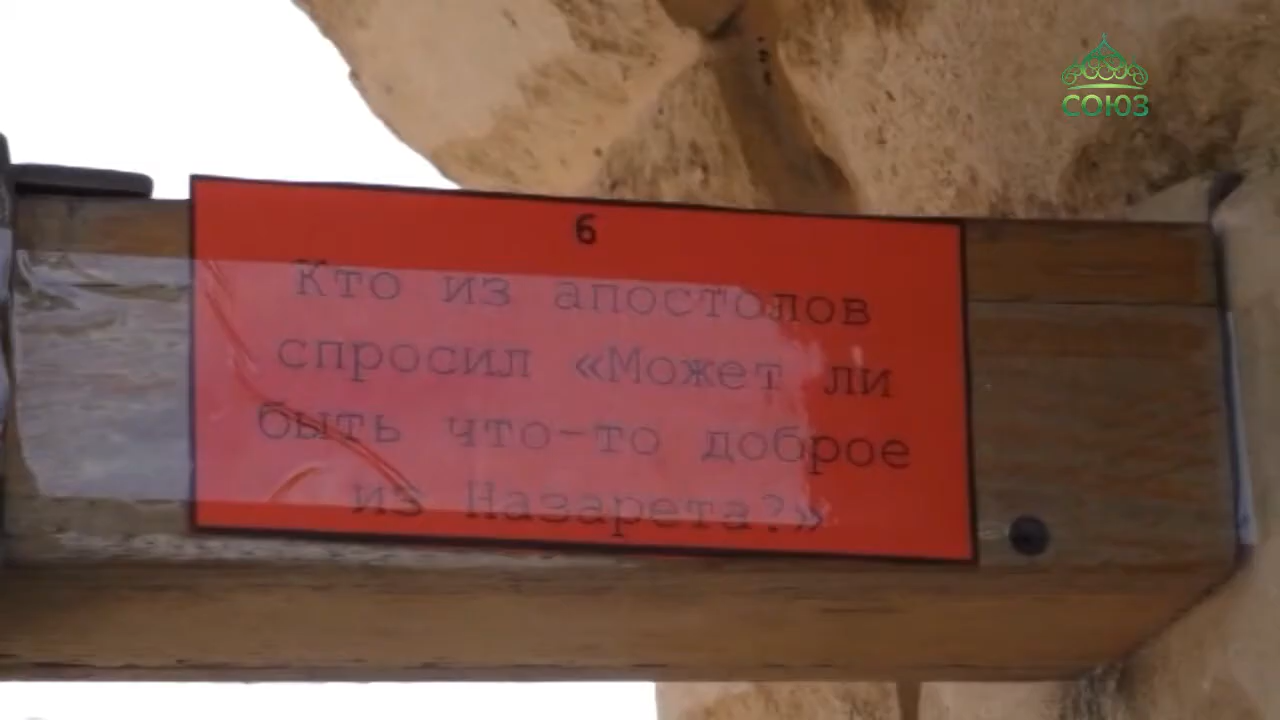 СОЮЗ
6
Кто из апостолов
спросил «Может ли
быть что-то доброе
из Назарета?»